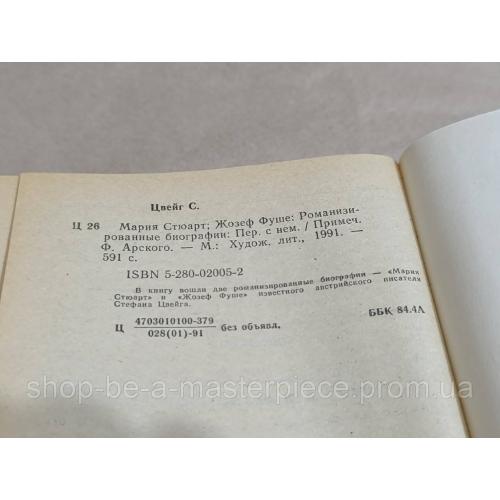 Цвейг С.
Ц 26 Мария Стюарт; Жозеф Фуше: Романизи-
рованные биографии: Пер. с нем. / Примеч.
Ф. Арского. — М.: Худож. лит., 1991. —
591 с.
ISBN 5-280-02005-2
В книгу вошли две романизированные биографии — «Мария
Стюарт» и «Жозеф Фуше» известного австрийского писателя
Стефана Цвейга.
Ц 4703010100-379 без объявл.
028(01)-91
ББК 84.4А
shop-be-a-masterpiece.prom.ua